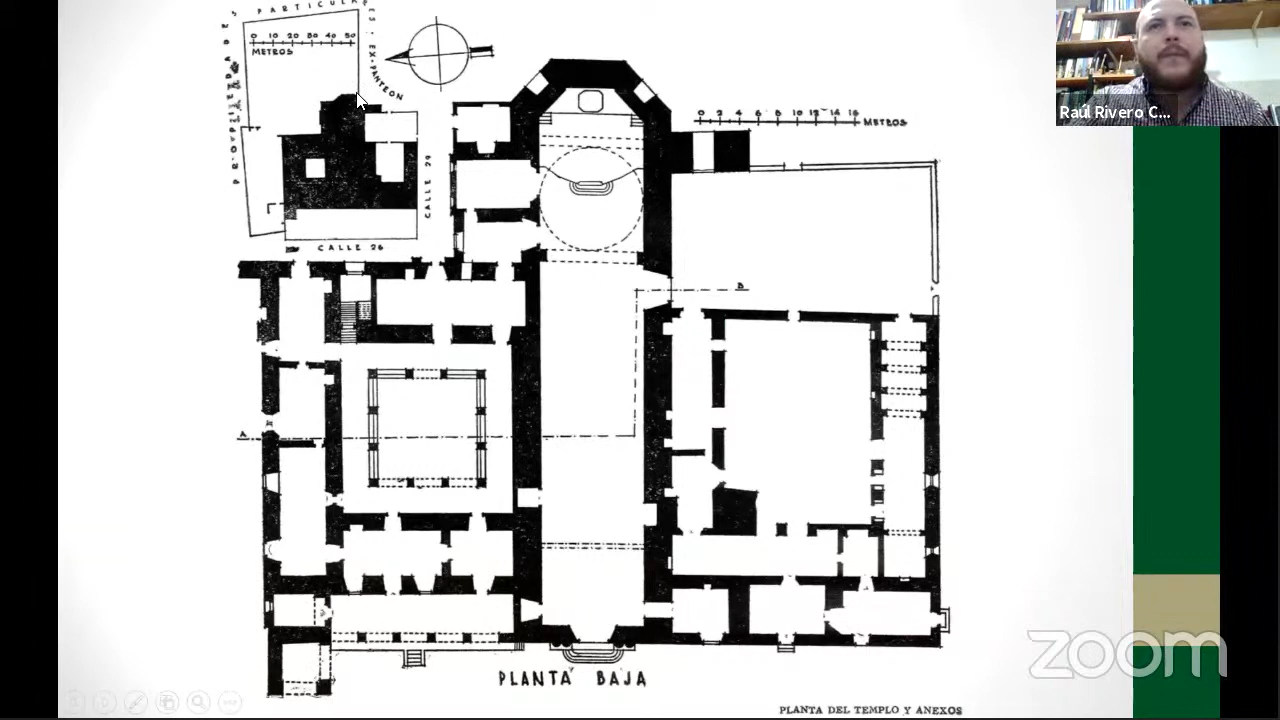 PROPIEDADES PARTICULARES · EX-PANTEON
0 10 20 30 40 50
METROS
CALLE 29
CALLE 26
0 2 4 6 8 10 12 14 16
METROS
B
A
PLANTA BAJA
PLANTA DEL TEMPLO Y ANEXOS
Raúl Rivero C...
zoom